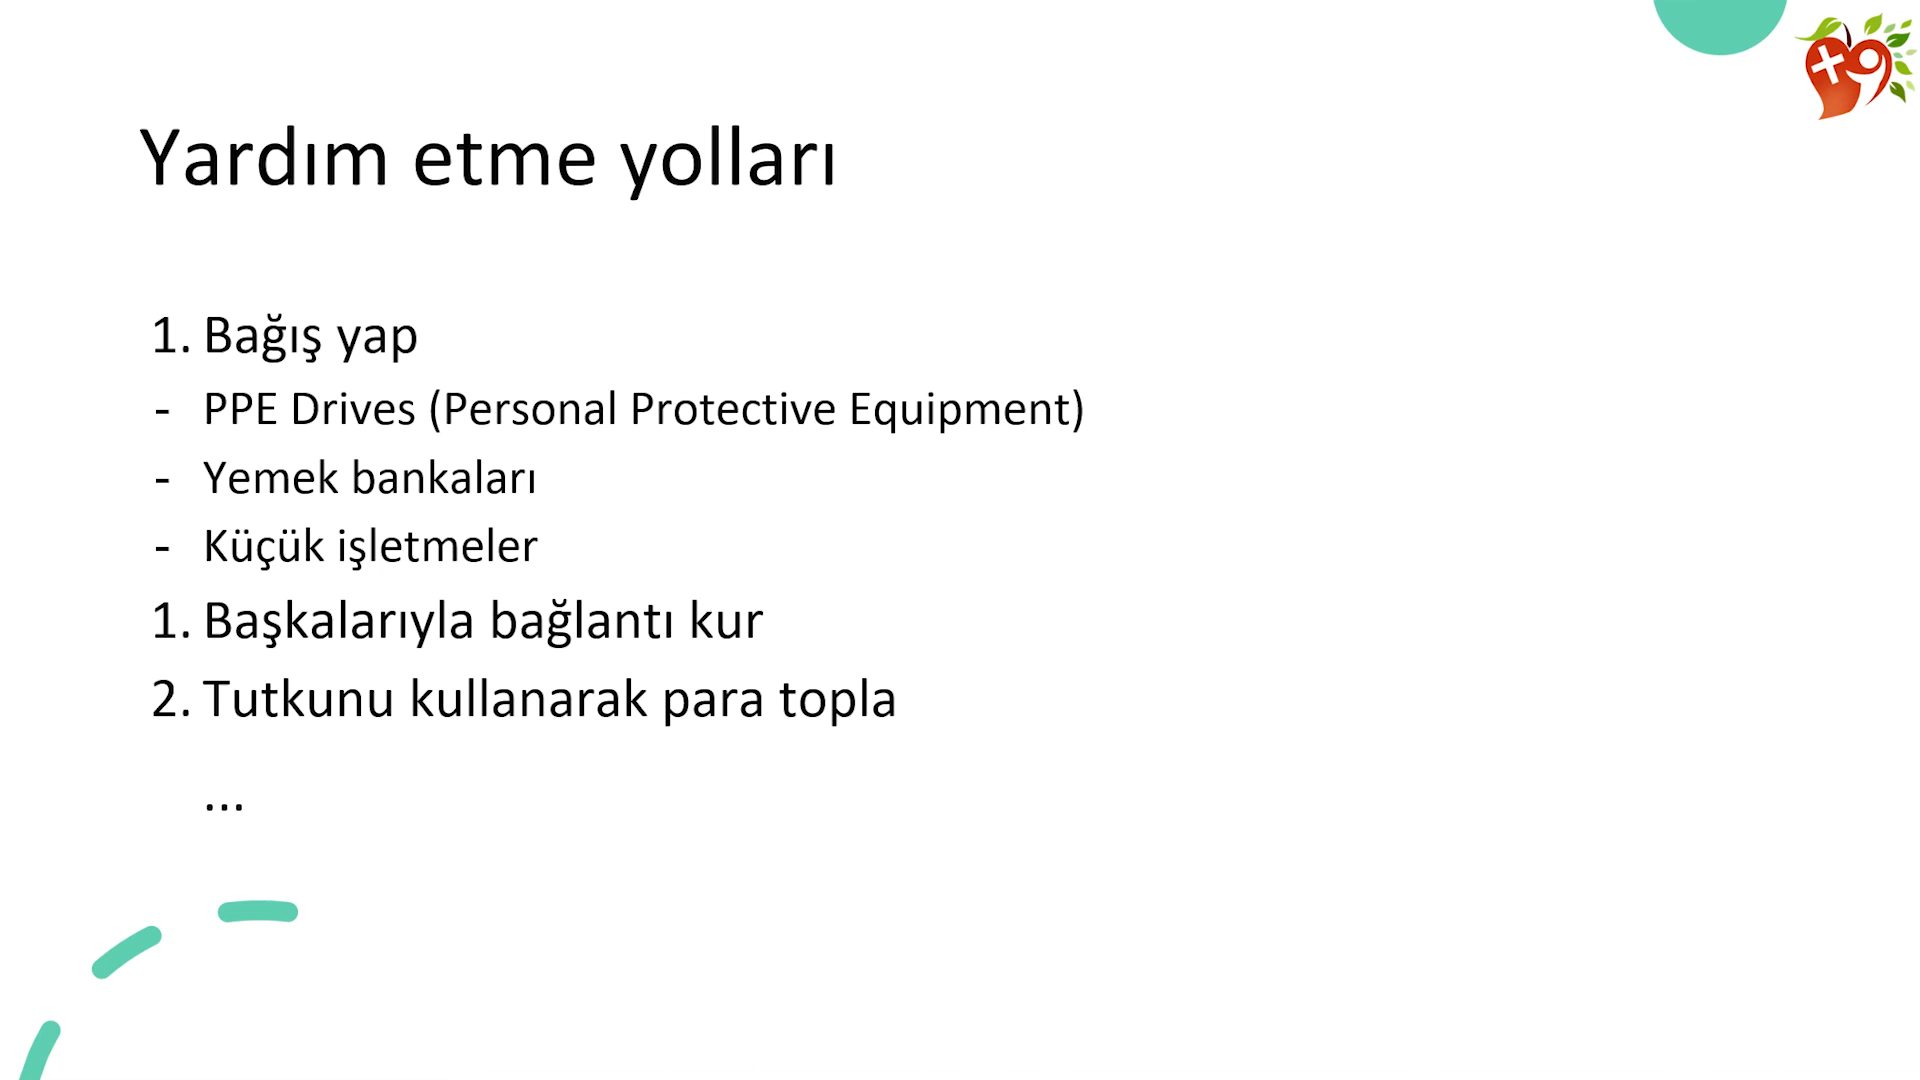 Yardım etme yolları
1. Bağış yap
- PPE Drives (Personal Protective Equipment)
- Yemek bankaları
- Küçük işletmeler
1. Başkalarıyla bağlantı kur
2. Tutkunu kullanarak para topla
...